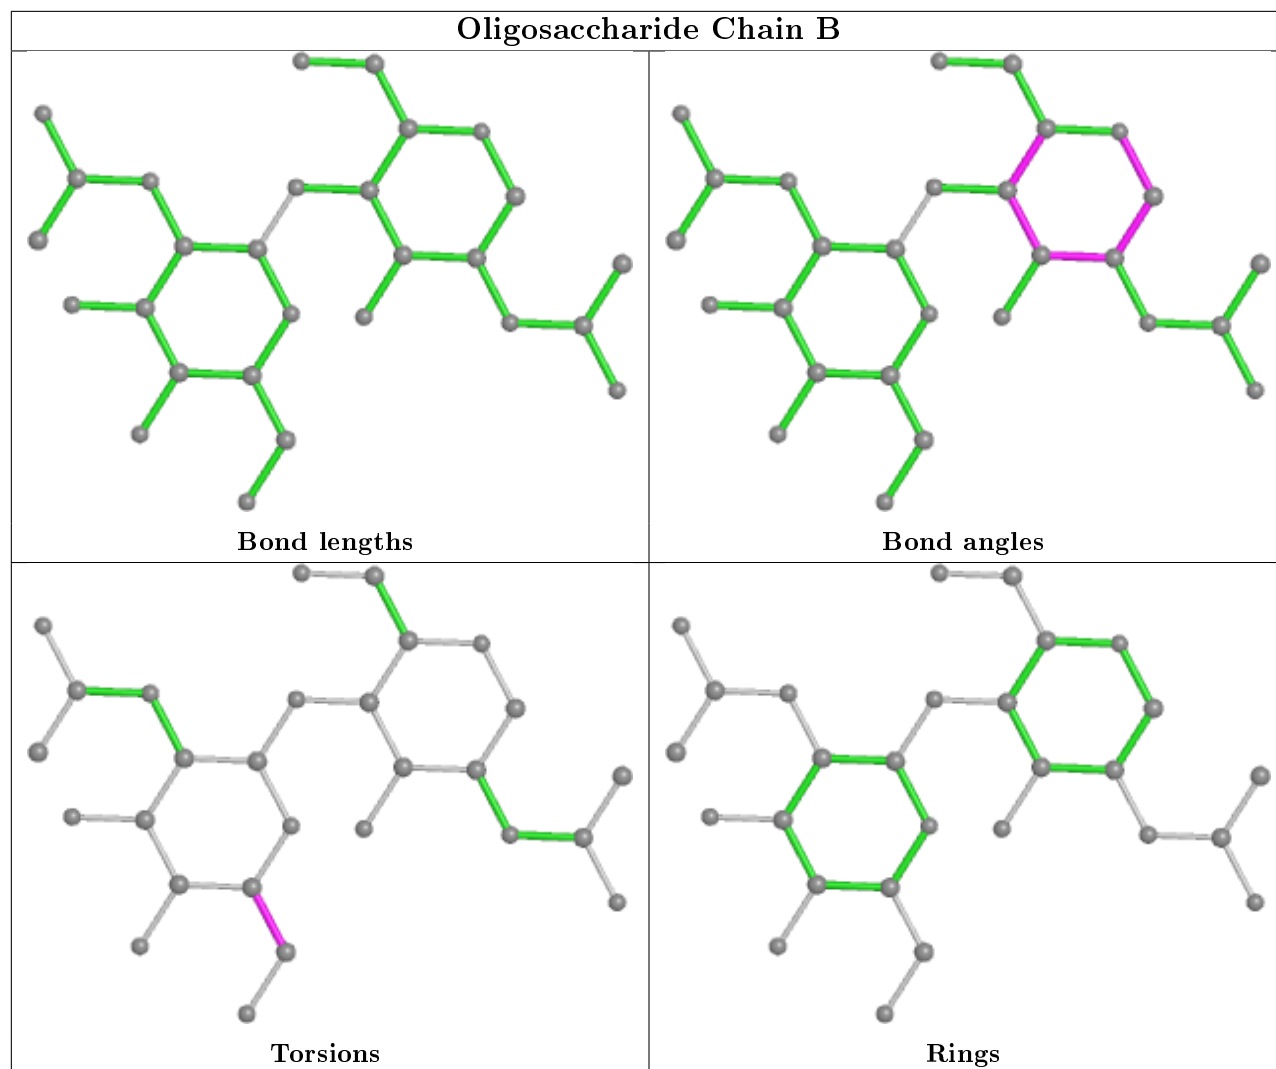 Oligosaccharide Chain B
Bond lengths
Bond angles
Torsions
Rings